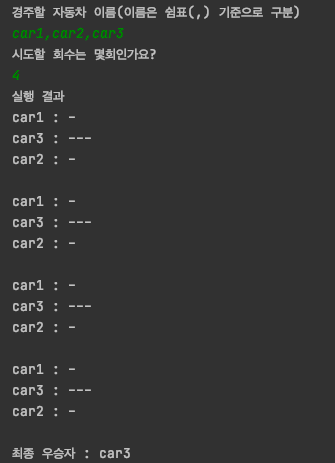 경주할 자동차 이름(이름은 쉼표(,) 기준으로 구분)
car1,car2,car3
시도할 회수는 몇회인가요?
4
실행 결과
car1 : -
car3 : ---
car2 : -
car1 : -
car3 : ---
car2 : -
car1 : -
car3 : ---
car2 : -
car1 : -
car3 : ---
car2 : -
최종 우승자 : car3